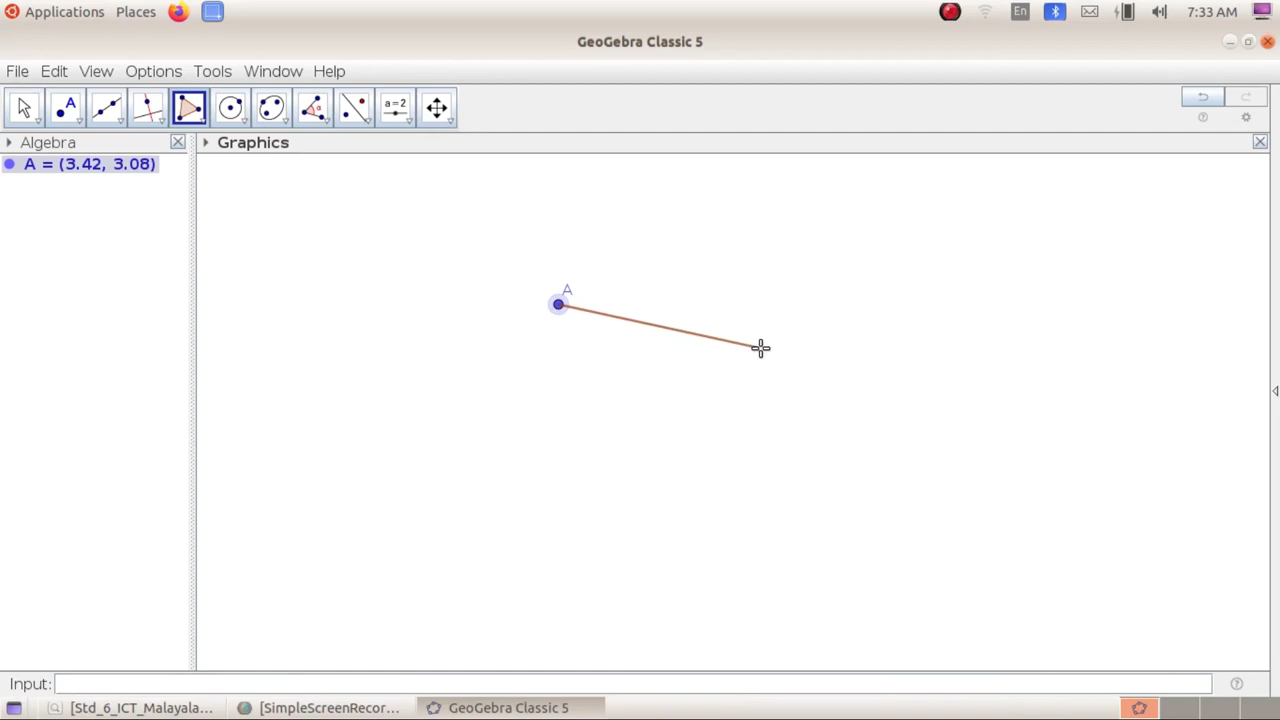 Applications Places En 7:33 AM
GeoGebra Classic 5
File Edit View Options Tools Window Help
A α a=2
Algebra Graphics
A = (3.42, 3.08)
A
Input:
[Std_6_ICT_Malayala... [SimpleScreenRecor... GeoGebra Classic 5